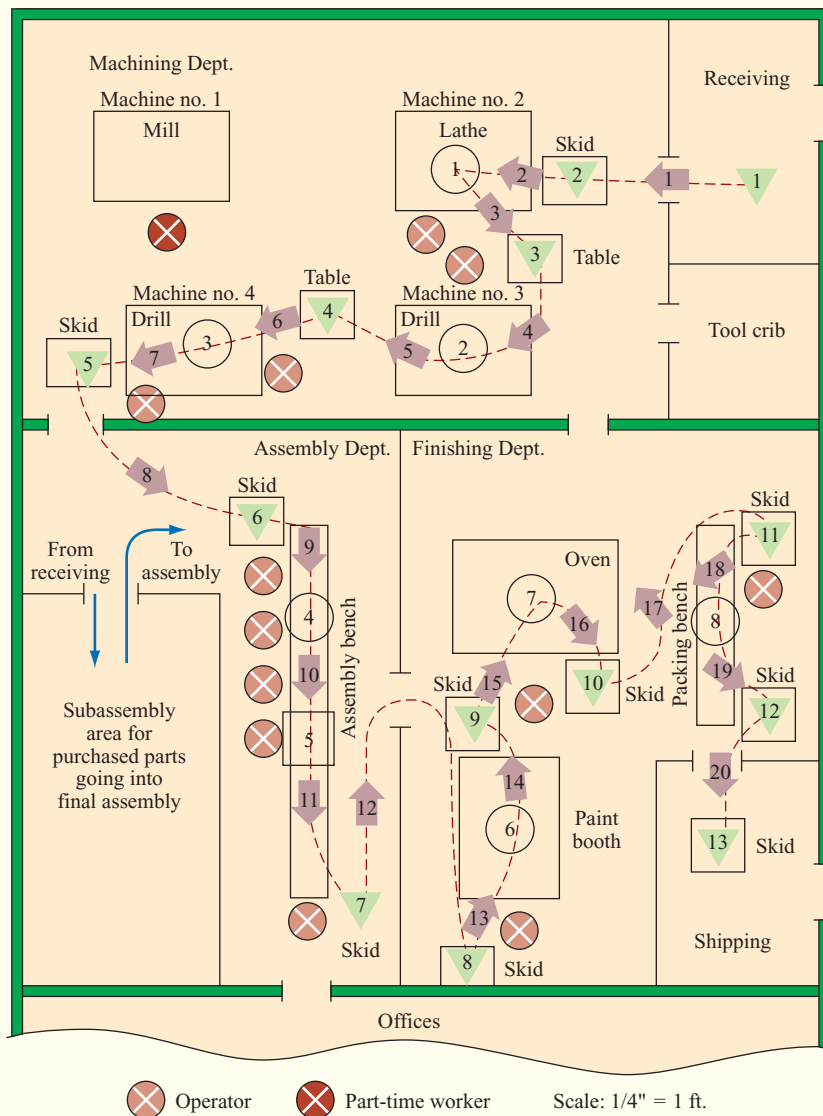 Machining Dept.
Receiving
Machine no. 1
Mill
Machine no. 2
Lathe
Skid
1
2
2
1
1
3
3
Table
Table
Machine no. 4
Drill
Machine no. 3
Drill
Skid
4
6
4
3
7
5
5
2
Tool crib
Assembly Dept.
Finishing Dept.
8
Skid
6
9
Skid
11
From
receiving
To
assembly
Oven
18
7
4
17
8
16
Packing bench
10
Assembly bench
15
10
Skid
19
Skid
9
Skid
12
5
Subassembly
area for
purchased parts
going into
final assembly
11
12
14
20
6
Paint
booth
13
Skid
7
13
Skid
8
Skid
Shipping
Offices
Operator
Part-time worker
Scale: 1/4" = 1 ft.